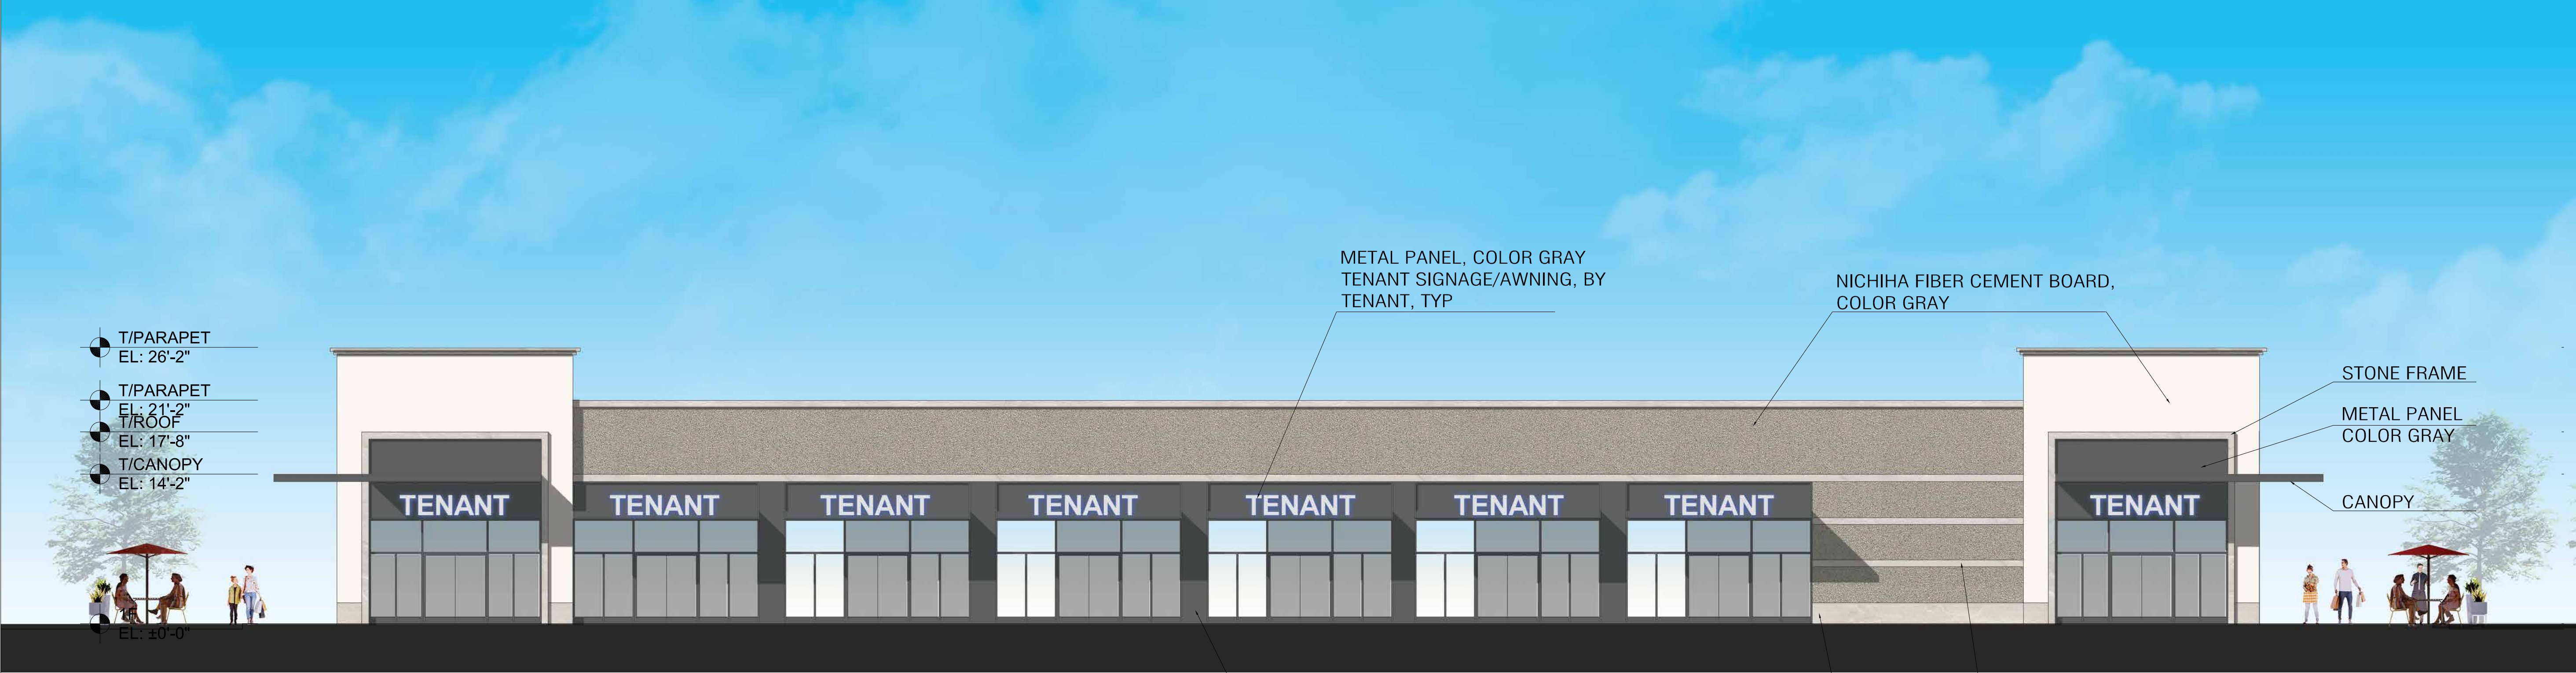 METAL PANEL, COLOR GRAY
TENANT SIGNAGE/AWNING, BY
TENANT, TYP
NICHIHA FIBER CEMENT BOARD,
COLOR GRAY
T/PARAPET
EL: 26'-2"
T/PARAPET
EL: 21'-2"
T/ROOF
EL: 17'-8"
T/CANOPY
EL: 14'-2"
STONE FRAME
METAL PANEL
COLOR GRAY
CANOPY
TENANT
TENANT
TENANT
TENANT
TENANT
TENANT
TENANT
TENANT
EL: ±0'-0"